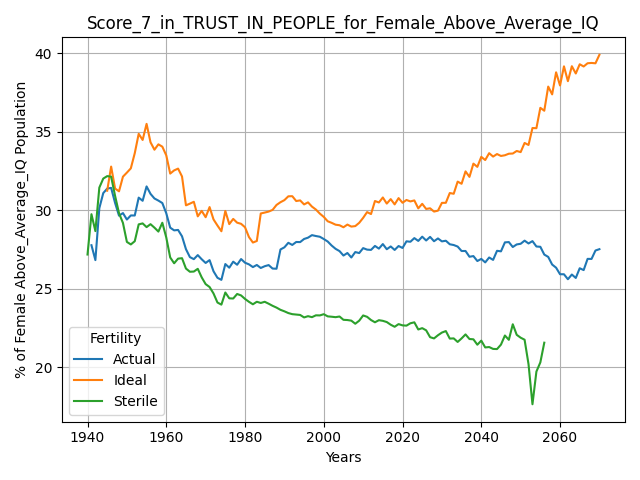 Score_7_in_TRUST_IN_PEOPLE_for_Female_Above_Average_IQ
% of Female Above_Average_IQ Population
40
35
30
25
20
Fertility
Actual
Ideal
Sterile
1940 1960 1980 2000 2020 2040 2060
Years